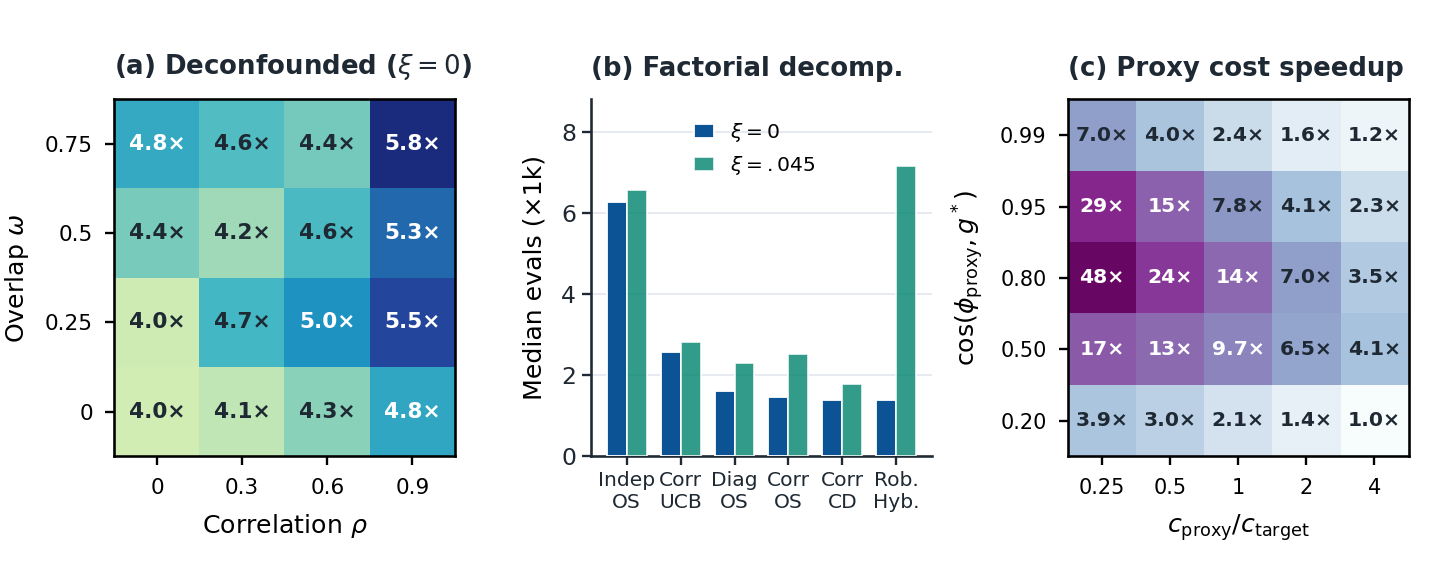 (a) Deconfounded (ξ = 0)
Overlap ω
0.75
0.5
0.25
0
4.8× 4.6× 4.4× 5.8×
4.4× 4.2× 4.6× 5.3×
4.0× 4.7× 5.0× 5.5×
4.0× 4.1× 4.3× 4.8×
0 0.3 0.6 0.9
Correlation ρ
(b) Factorial decomp.
Median evals (×1k)
8
6
4
2
0
ξ = 0
ξ = .045
Indep Corr Diag Corr Corr Rob.
OS UCB OS OS CD Hyb.
(c) Proxy cost speedup
cos(ϕproxy, g*)
0.99
0.95
0.80
0.50
0.20
7.0× 4.0× 2.4× 1.6× 1.2×
29× 15× 7.8× 4.1× 2.3×
48× 24× 14× 7.0× 3.5×
17× 13× 9.7× 6.5× 4.1×
3.9× 3.0× 2.1× 1.4× 1.0×
0.25 0.5 1 2 4
cproxy/ctarget